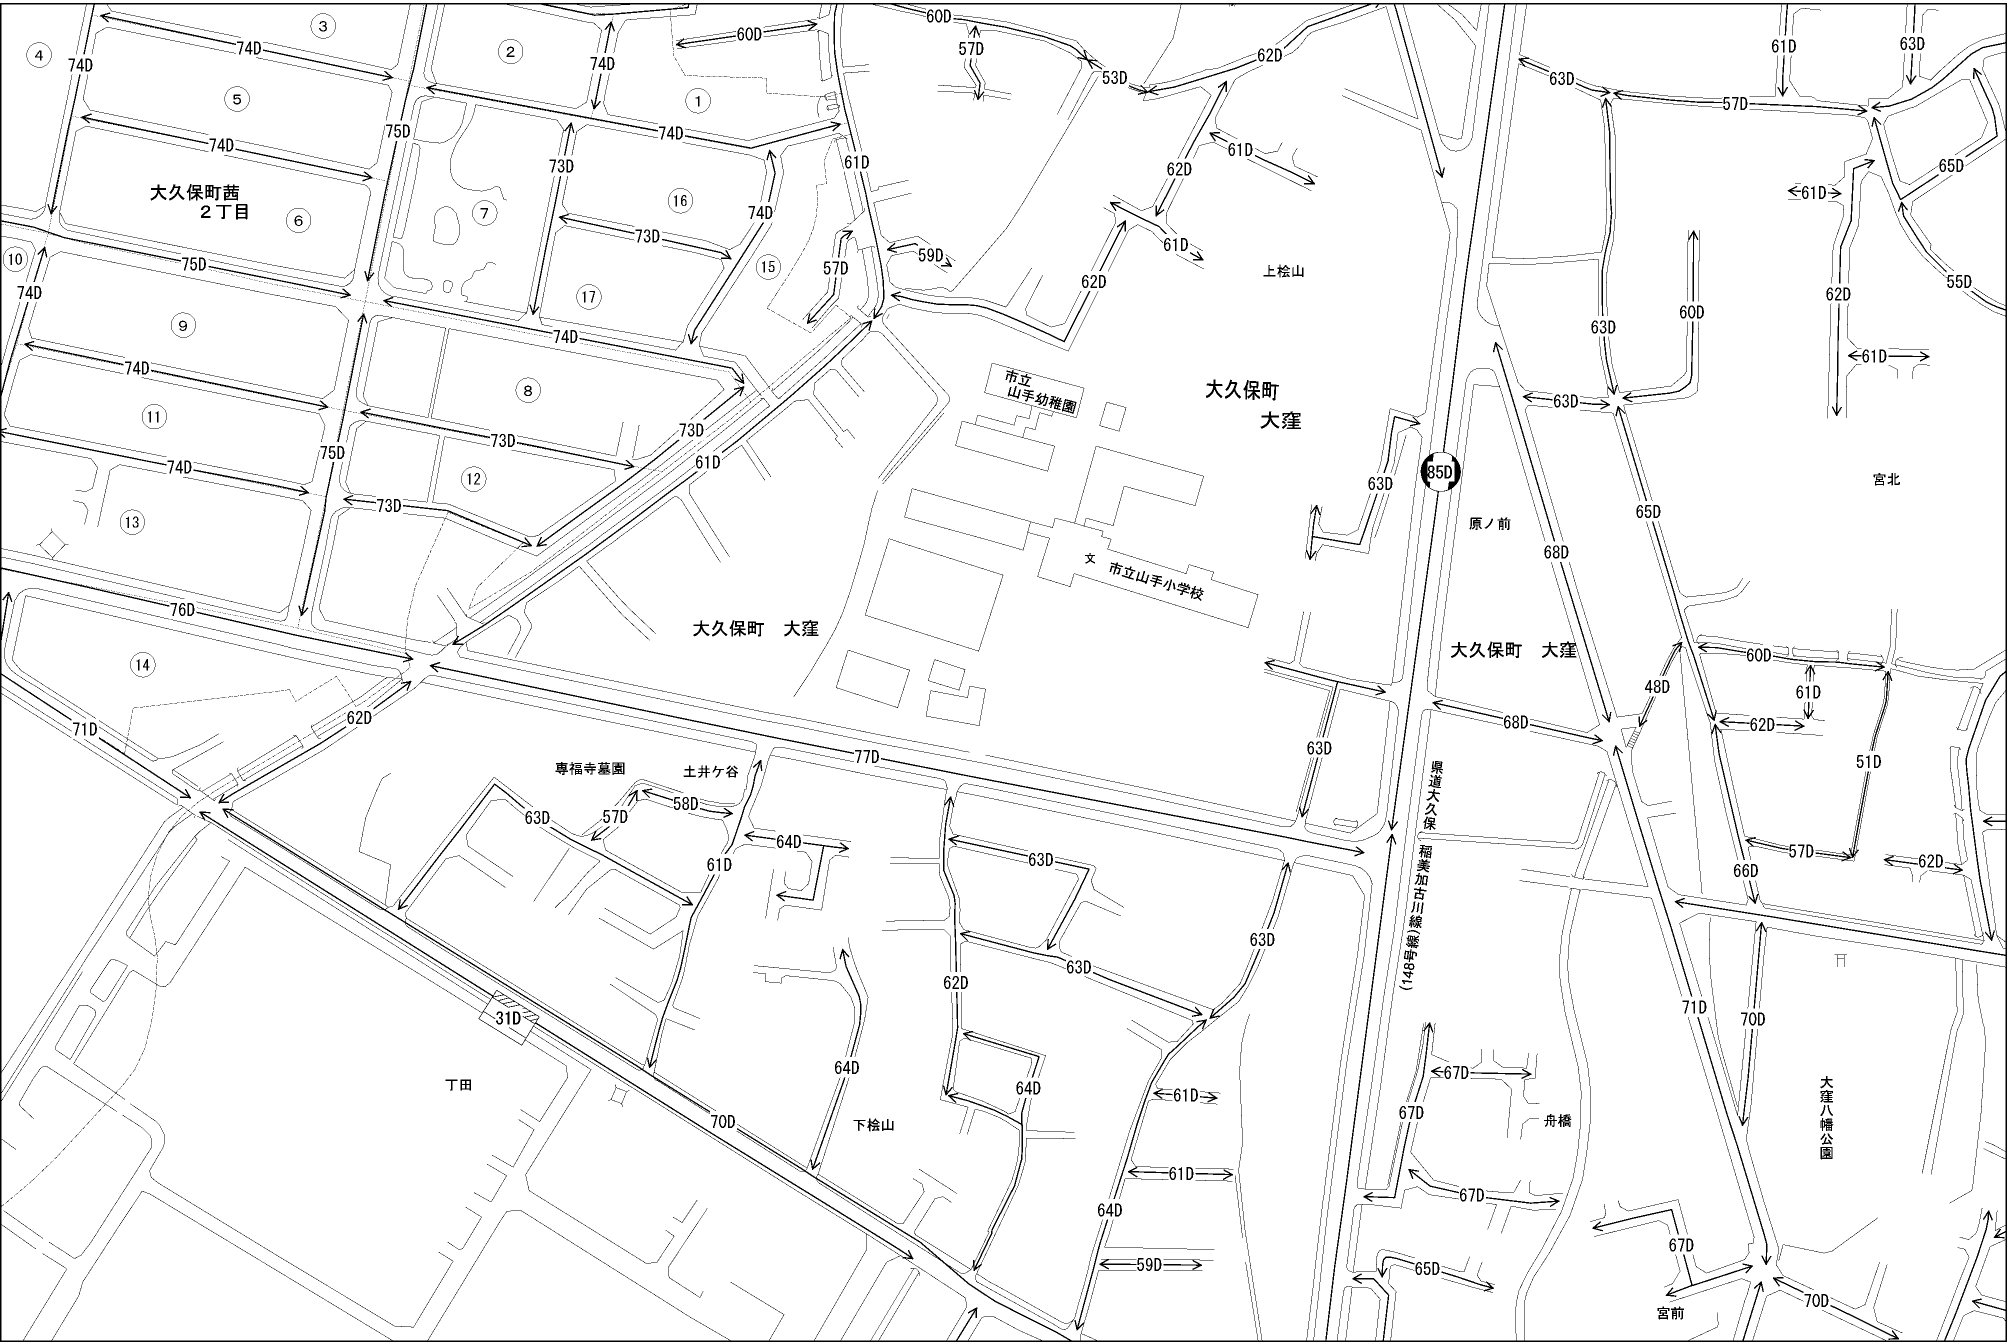 60D
③
②
60D
57D
62D
61D
63D
④
74D
74D
74D
53D
63D
⑤
①
57D
75D
74D
74D
73D
61D
61D
62D
65D
大久保町茜
２丁目
⑥
⑦
⑯
74D
61D
73D
61D
⑩
75D
⑮
57D
59D
上桧山
55D
74D
⑰
62D
62D
⑨
74D
63D
60D
61D
74D
⑧
市立
山手幼稚園
大久保町
大窪
63D
⑪
73D
73D
75D
61D
74D
⑫
85D
63D
宮北
73D
65D
⑬
原ノ前
68D
文
市立山手小学校
76D
大久保町　大窪
大久保町　大窪
60D
⑭
48D
61D
62D
71D
68D
62D
63D
77D
51D
専福寺墓園
土井ケ谷
県道大久保稲美加古川線(148号線)
58D
57D
63D
64D
61D
63D
57D
62D
66D
63D
63D
62D
71D
70D
31D
64D
64D
67D
丁田
61D
67D
70D
下桧山
舟橋
大窪八幡公園
61D
67D
64D
67D
59D
65D
70D
宮前